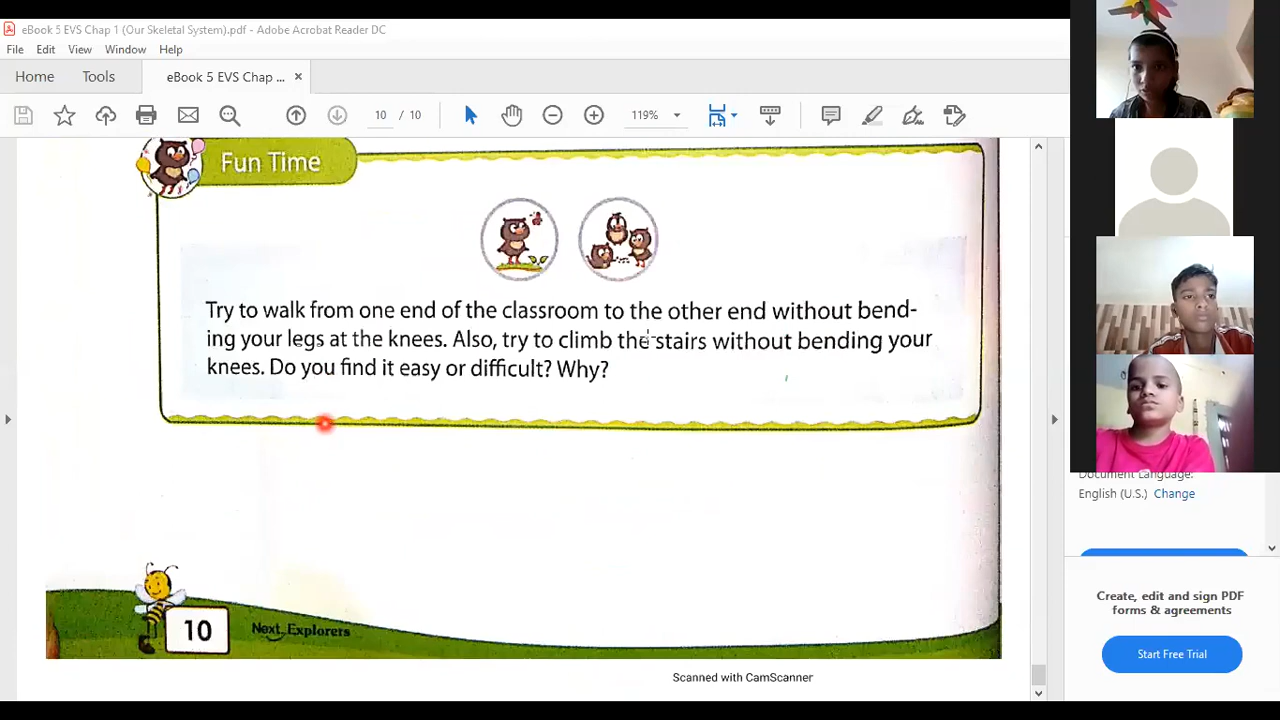 eBook 5 EVS Chap 1 (Our Skeletal System).pdf - Adobe Acrobat Reader DC
File Edit View Window Help
Home Tools eBook 5 EVS Chap ... ×
10 / 10 119%
Fun Time
Try to walk from one end of the classroom to the other end without bend-
ing your legs at the knees. Also, try to climb the stairs without bending your
knees. Do you find it easy or difficult? Why?
10 Next Explorers
Scanned with CamScanner
Document Language:
English (U.S.) Change
Create, edit and sign PDF
forms & agreements
Start Free Trial